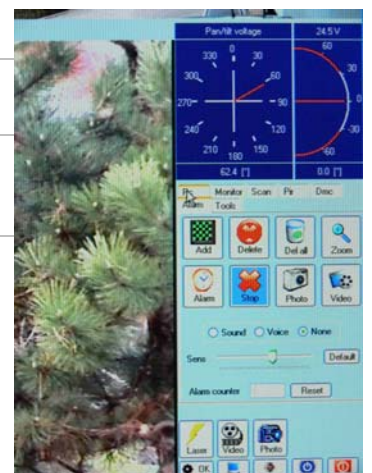 Pan/tilt voltage 24.5 V
0
330 30
300 60
270 90
240 120
210 150
180
60
30
0
-30
-60
62.4 [°] 0.0 [°]
Monitor Scan Pir Dmc
Alarm Tools
Add Delete Del all Zoom
Alarm Stop Photo Video
Sound Voice None
Sens Default
Alarm counter Reset
Laser Video Photo
OK